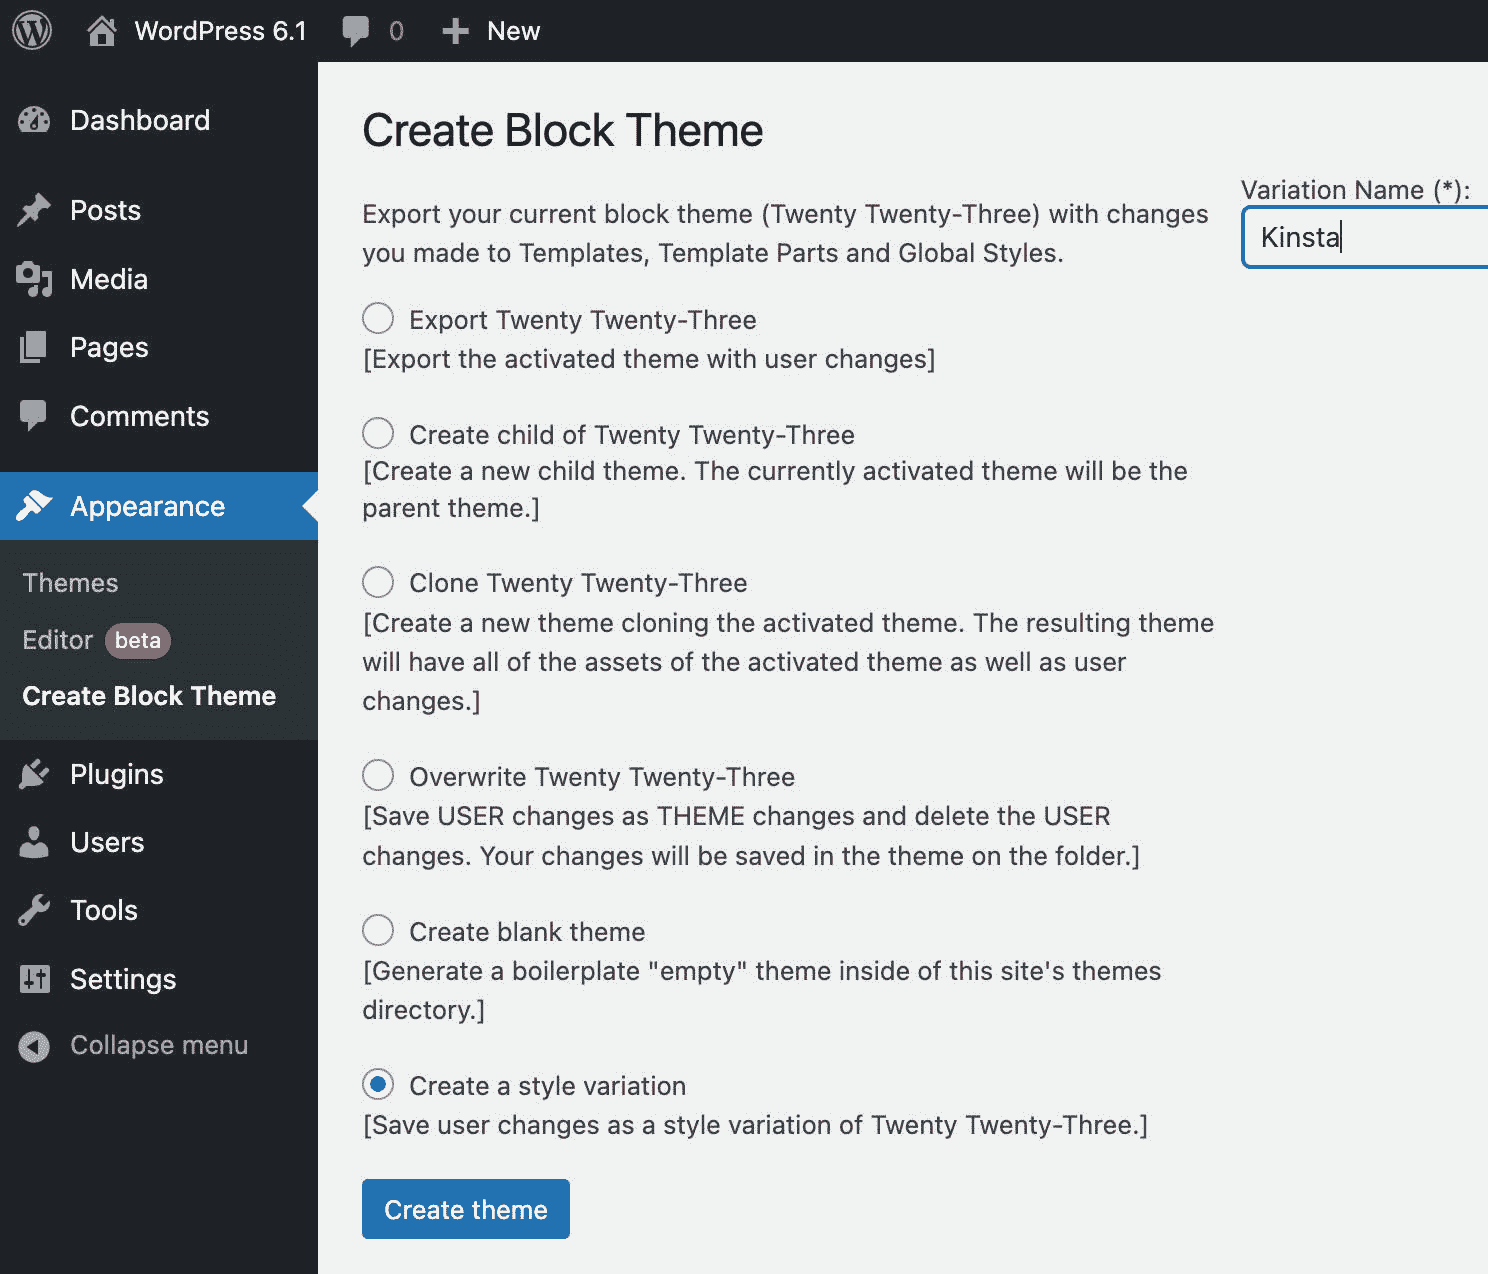 WordPress 6.1
0
New
Dashboard
Posts
Media
Pages
Comments
Appearance
Themes
Editor beta
Create Block Theme
Plugins
Users
Tools
Settings
Collapse menu
Create Block Theme
Export your current block theme (Twenty Twenty-Three) with changes
you made to Templates, Template Parts and Global Styles.
Export Twenty Twenty-Three
[Export the activated theme with user changes]
Create child of Twenty Twenty-Three
[Create a new child theme. The currently activated theme will be the
parent theme.]
Clone Twenty Twenty-Three
[Create a new theme cloning the activated theme. The resulting theme
will have all of the assets of the activated theme as well as user
changes.]
Overwrite Twenty Twenty-Three
[Save USER changes as THEME changes and delete the USER
changes. Your changes will be saved in the theme on the folder.]
Create blank theme
[Generate a boilerplate "empty" theme inside of this site's themes
directory.]
Create a style variation
[Save user changes as a style variation of Twenty Twenty-Three.]
Create theme
Variation Name (*):
Kinsta